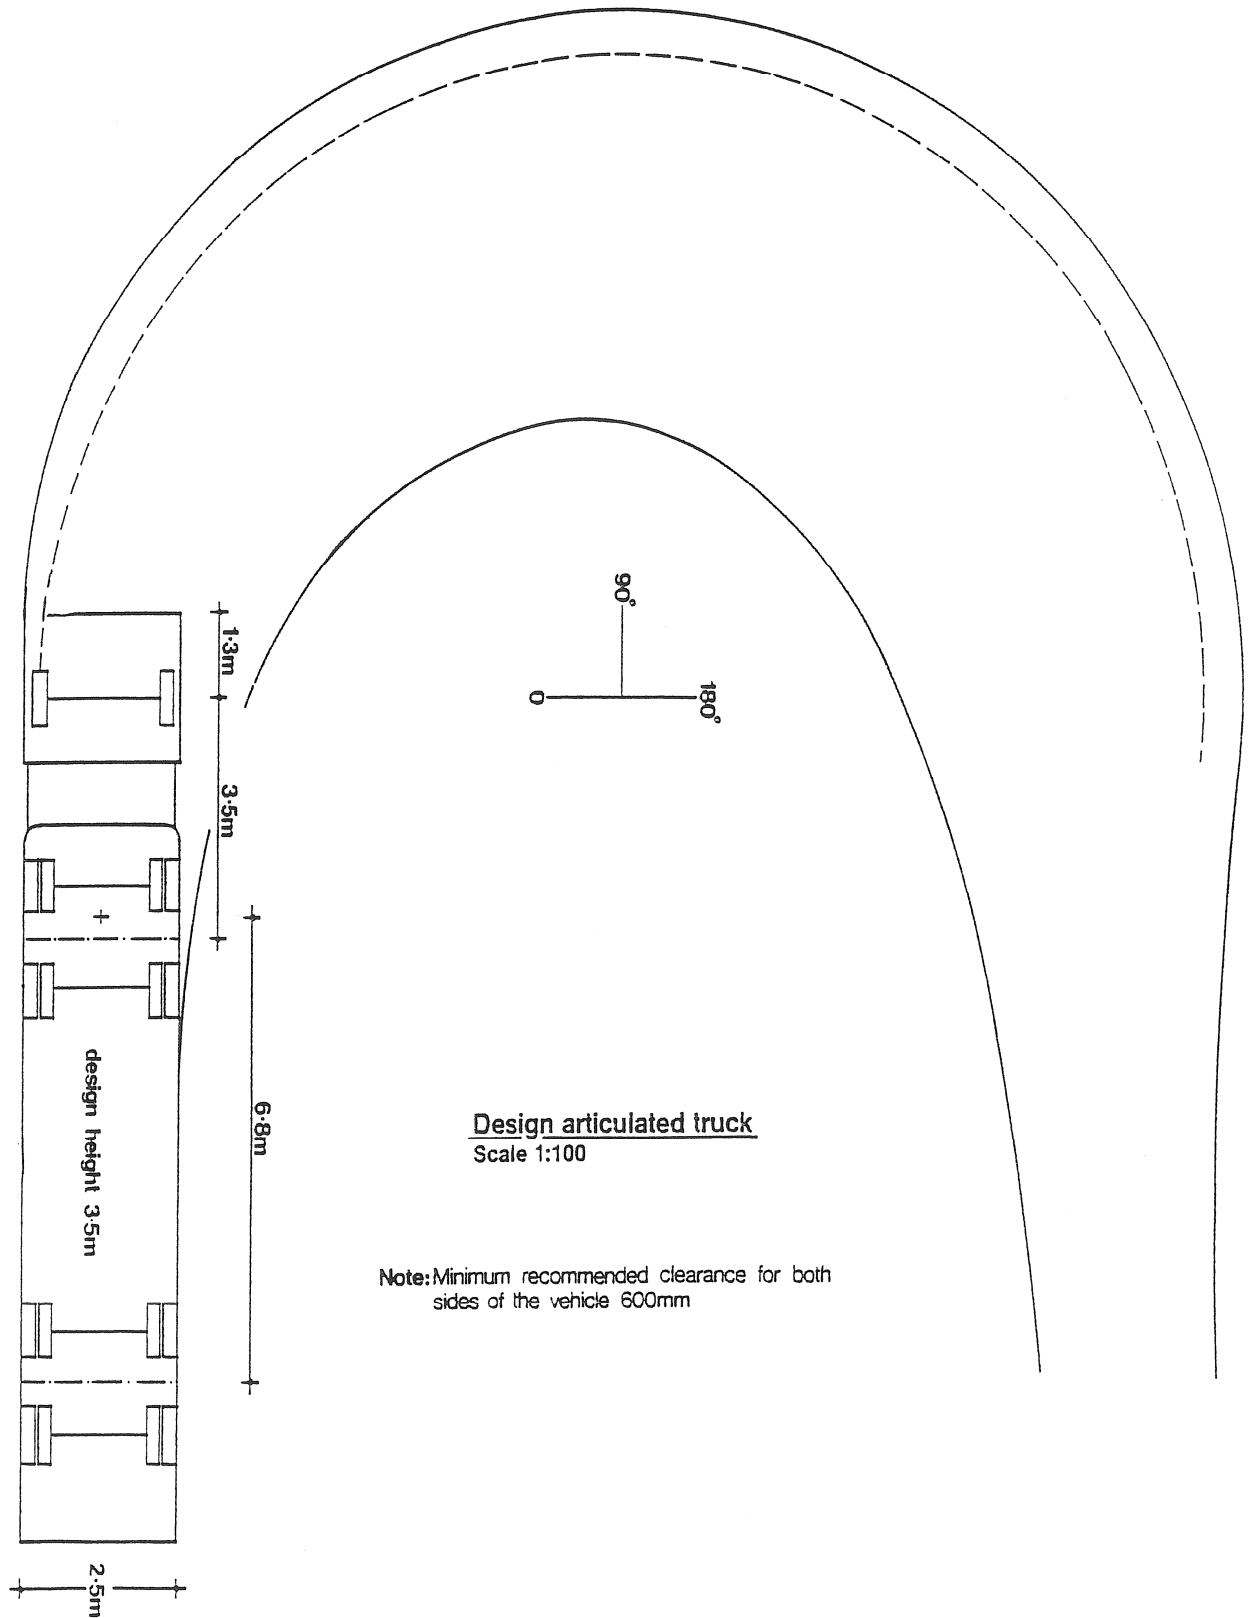 90°
0
180°
1·3m
3·5m
6·8m
design height 3·5m
Design articulated truck
Scale 1:100
Note: Minimum recommended clearance for both
sides of the vehicle 600mm
2·5m